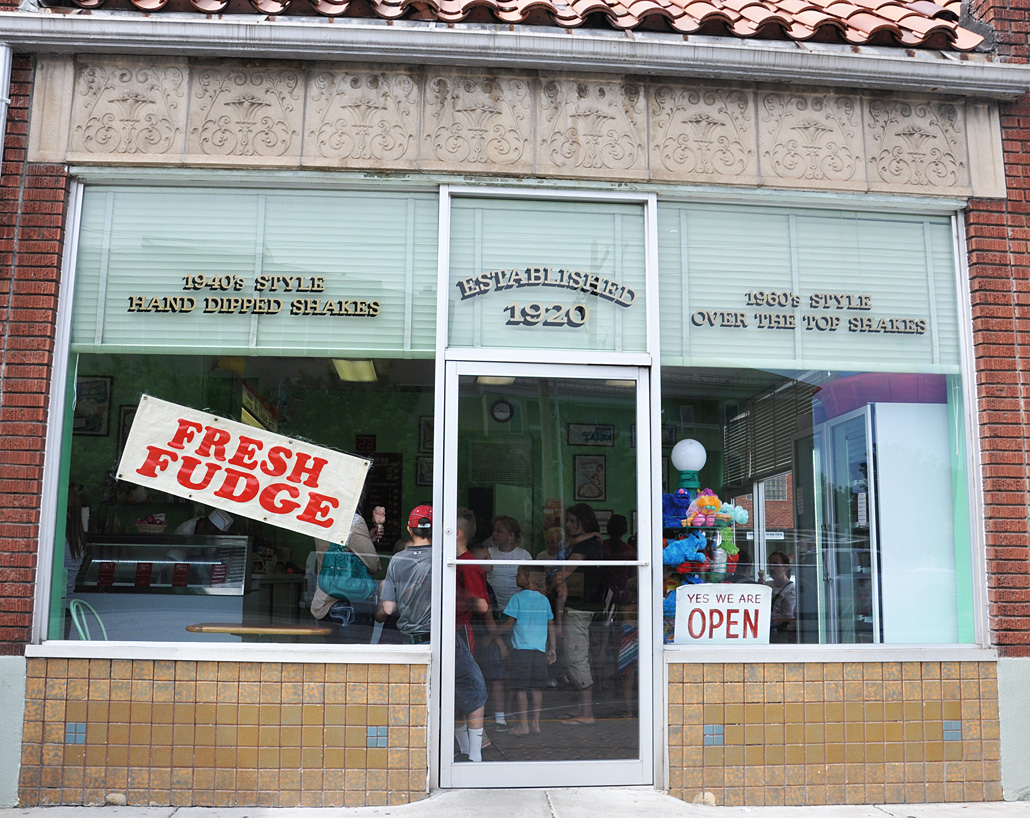 1940's STYLE
HAND DIPPED SHAKES
ESTABLISHED
1920
1960's STYLE
OVER THE TOP SHAKES
FRESH
FUDGE
YES WE ARE
OPEN